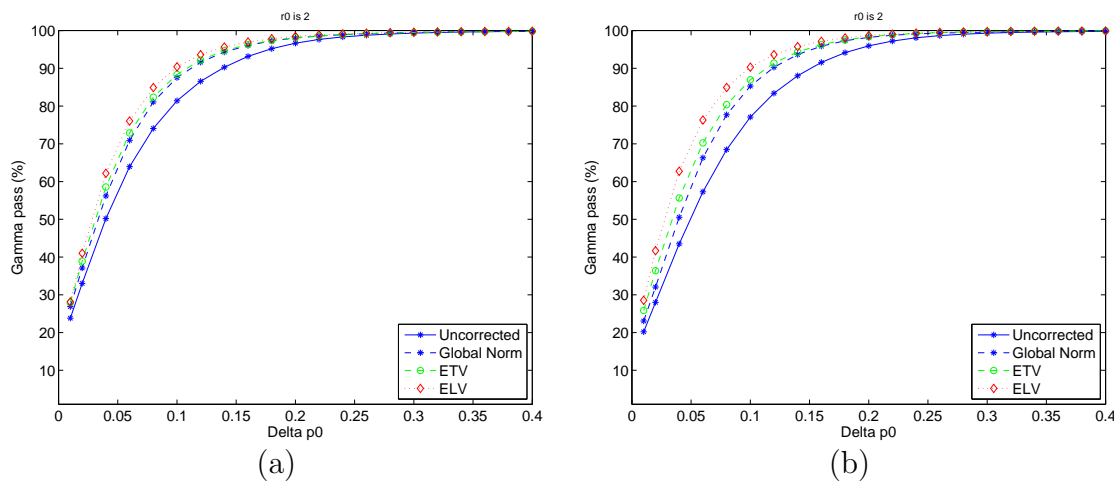 r0 is 2
100
90
80
70
60
50
40
30
20
10
Gamma pass (%)
0 0.05 0.1 0.15 0.2 0.25 0.3 0.35 0.4
Delta p0
Uncorrected
Global Norm
ETV
ELV
(a)
r0 is 2
100
90
80
70
60
50
40
30
20
10
Gamma pass (%)
0 0.05 0.1 0.15 0.2 0.25 0.3 0.35 0.4
Delta p0
Uncorrected
Global Norm
ETV
ELV
(b)